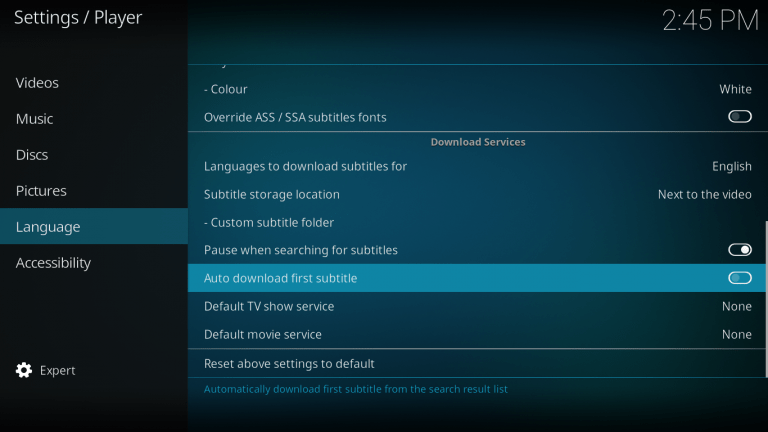 Settings / Player
2:45 PM
Videos
Music
Discs
Pictures
Language
Accessibility
Expert
- Colour White
Override ASS / SSA subtitles fonts
Download Services
Languages to download subtitles for English
Subtitle storage location Next to the video
- Custom subtitle folder
Pause when searching for subtitles
Auto download first subtitle
Default TV show service None
Default movie service None
Reset above settings to default
Automatically download first subtitle from the search result list